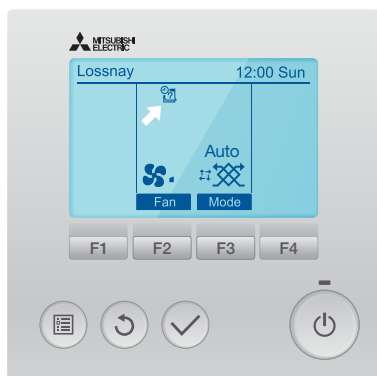 MITSUBISHI
ELECTRIC
Lossnay 12:00 Sun
?
Auto
Fan Mode
F1 F2 F3 F4